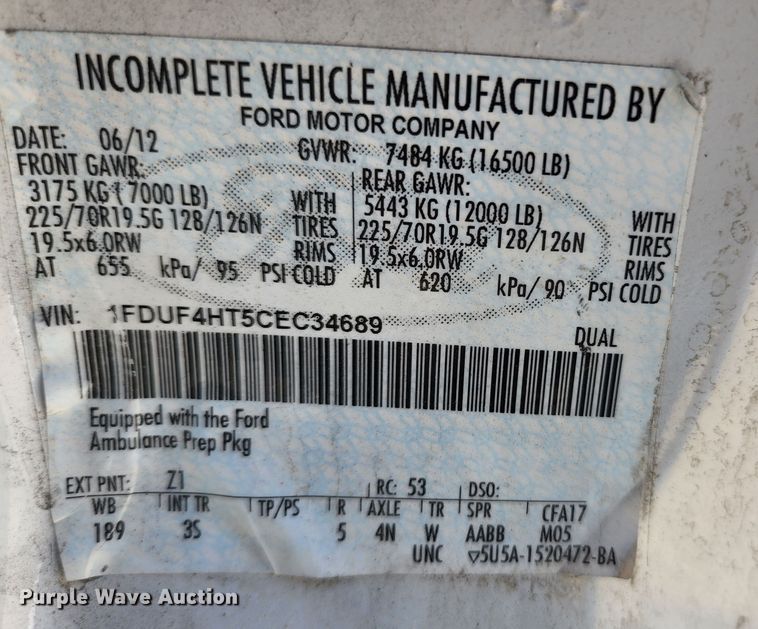 INCOMPLETE VEHICLE MANUFACTURED BY
FORD MOTOR COMPANY
DATE: 06/12 GVWR: 7484 KG (16500 LB)
FRONT GAWR: REAR GAWR:
3175 KG (7000 LB) WITH 5443 KG (12000 LB) WITH
225/70R19.5G 128/126N TIRES 225/70R19.5G 128/126N TIRES
19.5x6.0RW RIMS 19.5x6.0RW RIMS
AT 655 kPa/ 95 PSI COLD AT 620 kPa/ 90 PSI COLD
VIN: 1FDUF4HT5CEC34689 DUAL
Equipped with the Ford
Ambulance Prep Pkg
EXT PNT: Z1 RC: 53 DSO:
WB INT TR TP/PS R AXLE TR SPR CFA17
189 3S 5 4N W AABB M05
UNC ▽5U5A-1520472-BA
Purple Wave Auction